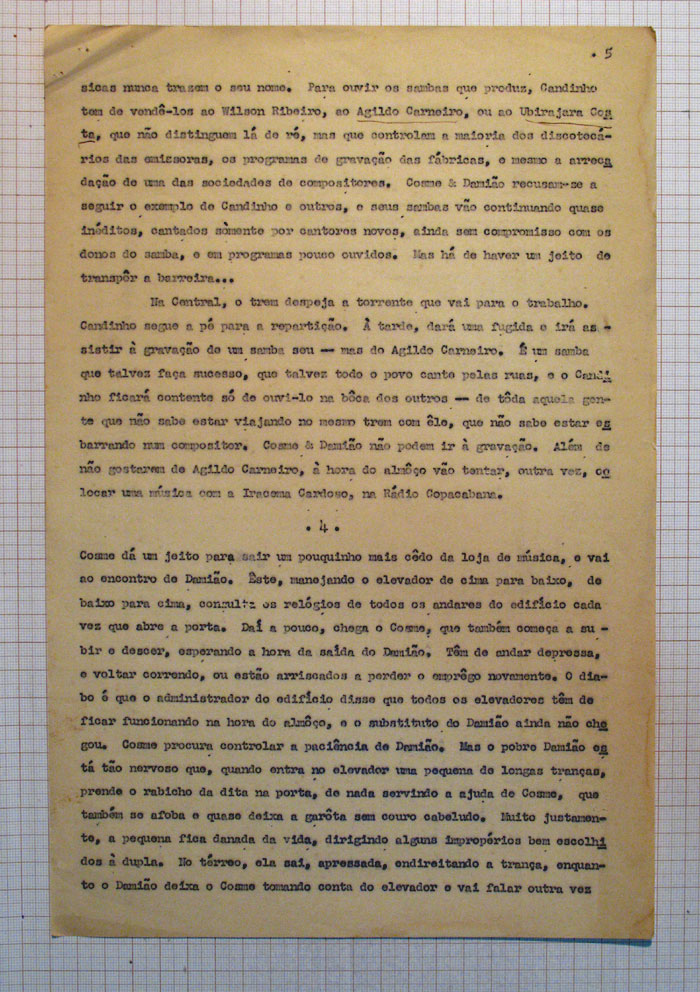 . 5
sicas nunca trazem o seu nome. Para ouvir os sambas que produz, Candinho
tem de vendê-los ao Wilson Ribeiro, ao Agildo Carneiro, ou ao Ubirajara Cos
ta, que não distinguem lá de ré, mas que controlam a maioria dos discotecá-
rios das emissoras, os programas de gravação das fábricas, e mesmo a arreca
dação de uma das sociedades de compositores. Cosme & Damião recusam-se a
seguir o exemplo de Candinho e outros, e seus sambas vão continuando quase
inéditos, cantados sòmente por cantores novos, ainda sem compromisso com os
donos do samba, e em programas pouco ouvidos. Mas há de haver um jeito de
transpôr a barreira...
Na Central, o trem despeja a torrente que vai para o trabalho.
Candinho segue a pé para a repartição. À tarde, dará uma fugida e irá as -
sistir à gravação de um samba seu -- mas do Agildo Carneiro. É um samba
que talvez faça sucesso, que talvez todo o povo cante pelas ruas, e o Candi
nho ficará contente só de ouvi-lo na bôca dos outros -- de tôda aquela gen-
te que não sabe estar viajando no mesmo trem com êle, que não sabe estar es
barrando num compositor. Cosme & Damião não podem ir à gravação. Além de
não gostarem de Agildo Carneiro, à hora do almôço vão tentar, outra vez, co
locar uma música com a Iracema Cardoso, na Rádio Copacabana.
. 4 .
Cosme dá um jeito para sair um pouquinho mais cêdo da loja de música, e vai
ao encontro de Damião. Êste, manejando o elevador de cima para baixo, de
baixo para cima, consulta os relógios de todos os andares do edifício cada
vez que abre a porta. Daí a pouco, chega o Cosme, que também começa a su -
bir e descer, esperando a hora da saída do Damião. Têm de andar depressa,
e voltar correndo, ou estão arriscados a perder o emprêgo novamente. O dia-
bo é que o administrador do edifício disse que todos os elevadores têm de
ficar funcionando na hora do almôço, e o substituto do Damião ainda não che
gou. Cosme procura controlar a paciência de Damião. Mas o pobre Damião es
tá tão nervoso que, quando entra no elevador uma pequena de longas tranças,
prende o rabicho da dita na porta, de nada servindo a ajuda de Cosme, que
também se afoba e quase deixa a garôta sem couro cabeludo. Muito justamen-
te, a pequena fica danada da vida, dirigindo alguns impropérios bem escolhi
dos à dupla. No térreo, ela sai, apressada, endireitando a trança, enquan-
to o Damião deixa o Cosme tomando conta do elevador e vai falar outra vez